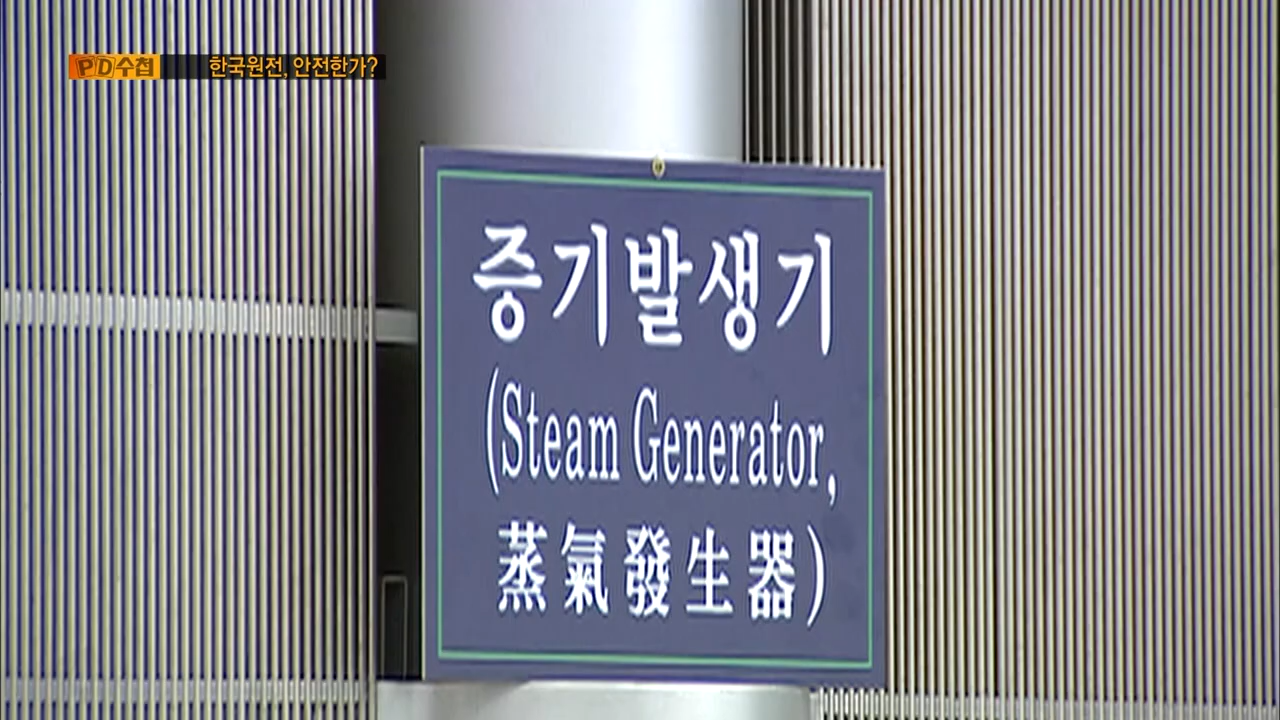 PD수첩 한국원전, 안전한가?
증기발생기
(Steam Generator,
蒸氣發生器)